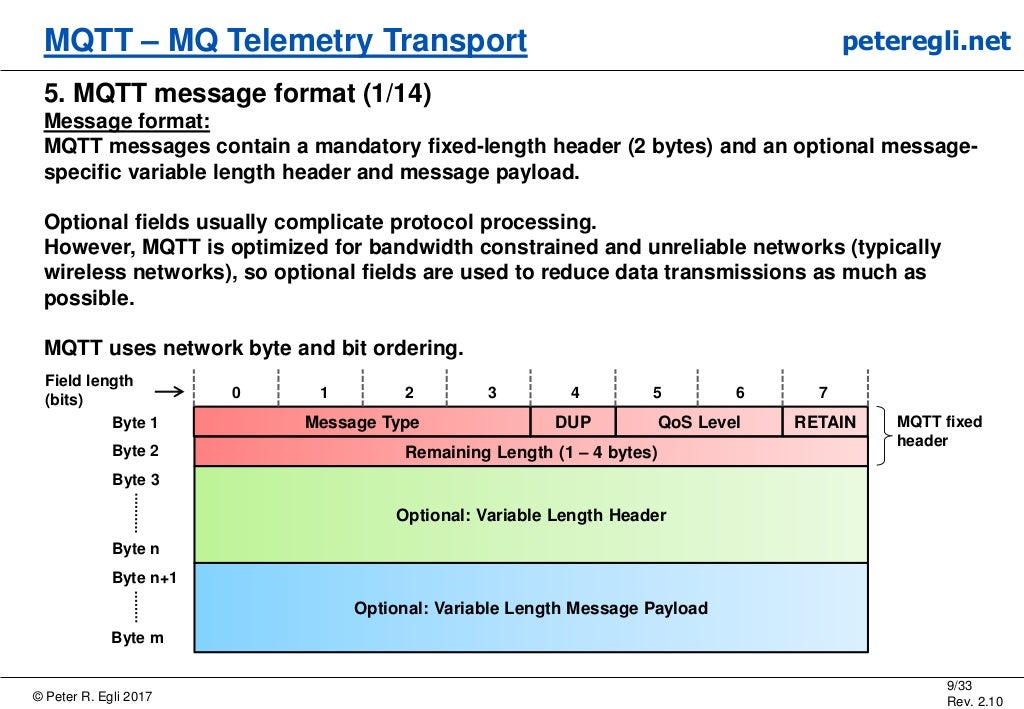 MQTT – MQ Telemetry Transport
peteregli.net
5. MQTT message format (1/14)
Message format:
MQTT messages contain a mandatory fixed-length header (2 bytes) and an optional message-
specific variable length header and message payload.
Optional fields usually complicate protocol processing.
However, MQTT is optimized for bandwidth constrained and unreliable networks (typically
wireless networks), so optional fields are used to reduce data transmissions as much as
possible.
MQTT uses network byte and bit ordering.
Field length
(bits)
0 1 2 3 4 5 6 7
Byte 1 Message Type DUP QoS Level RETAIN
MQTT fixed
header
Byte 2 Remaining Length (1 – 4 bytes)
Byte 3
Optional: Variable Length Header
Byte n
Byte n+1
Optional: Variable Length Message Payload
Byte m
© Peter R. Egli 2017
9/33
Rev. 2.10